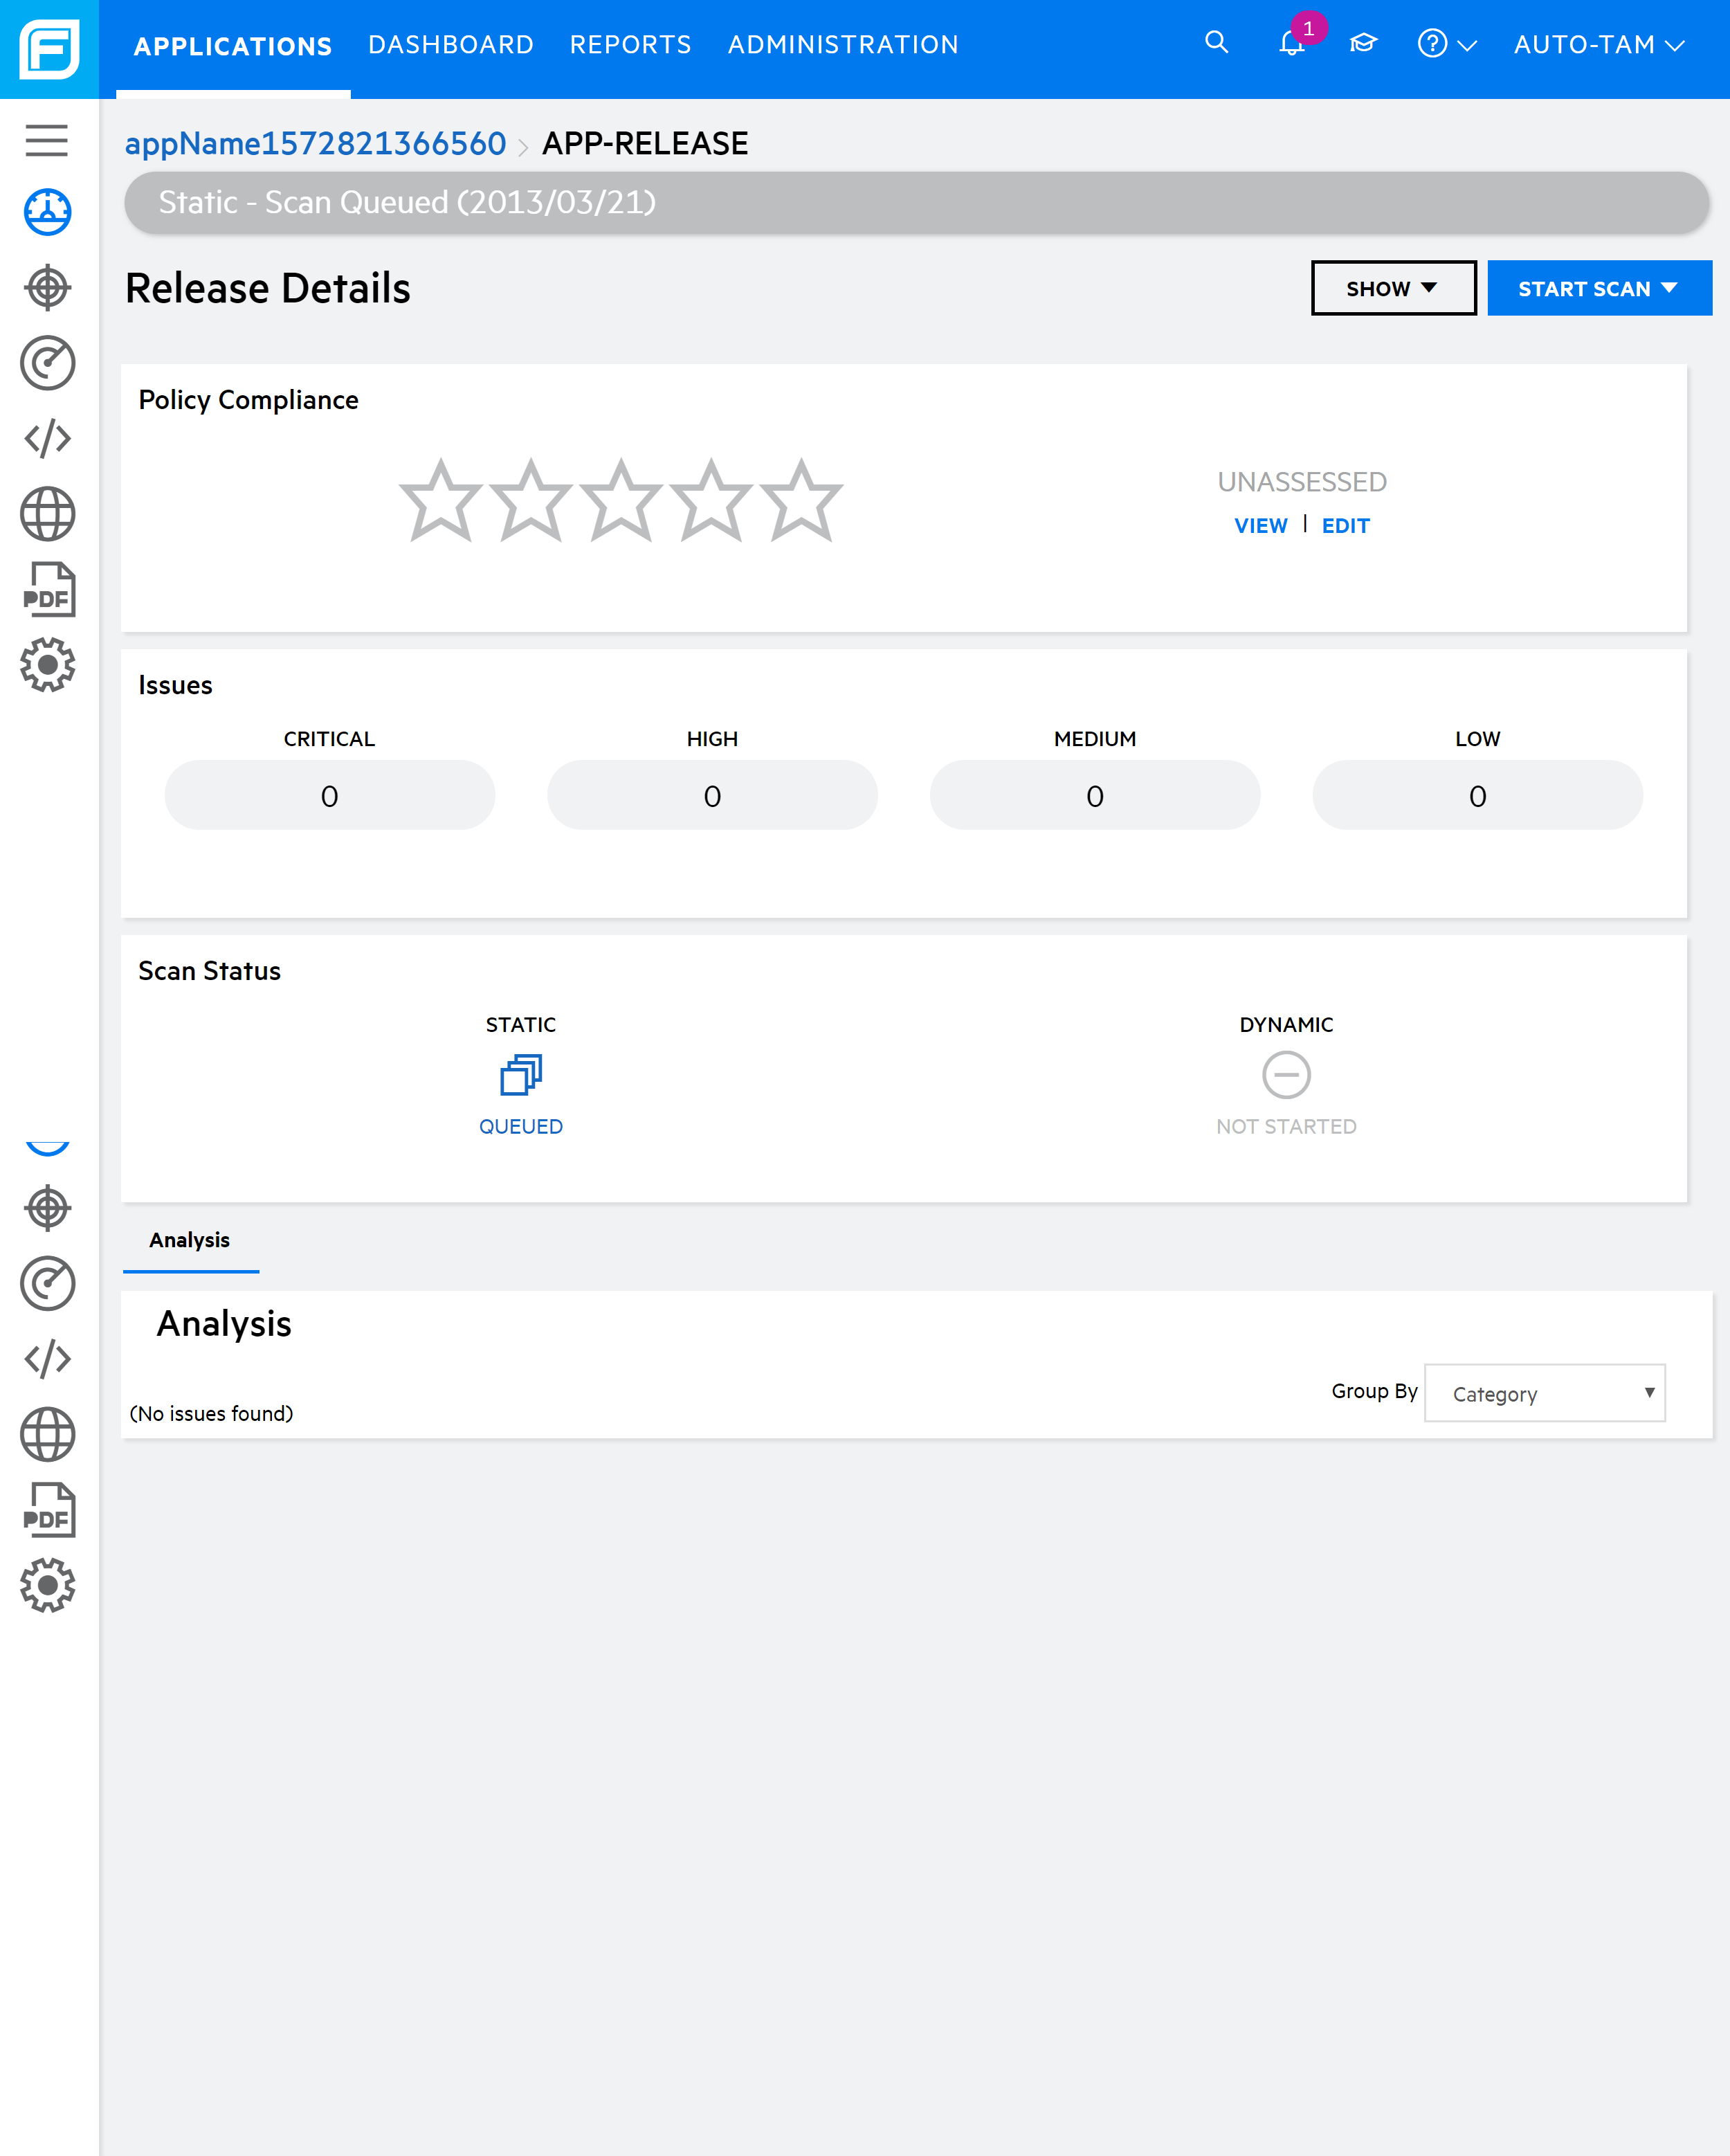 APPLICATIONS DASHBOARD REPORTS ADMINISTRATION 1 AUTO-TAM
appName1572821366560 APP-RELEASE
Static - Scan Queued (2013/03/21)
Release Details SHOW START SCAN
Policy Compliance
UNASSESSED
VIEW | EDIT
PDF
Issues
CRITICAL HIGH MEDIUM LOW
0 0 0 0
Scan Status
STATIC DYNAMIC
QUEUED NOT STARTED
Analysis
Analysis
Group By Category
(No issues found)
PDF